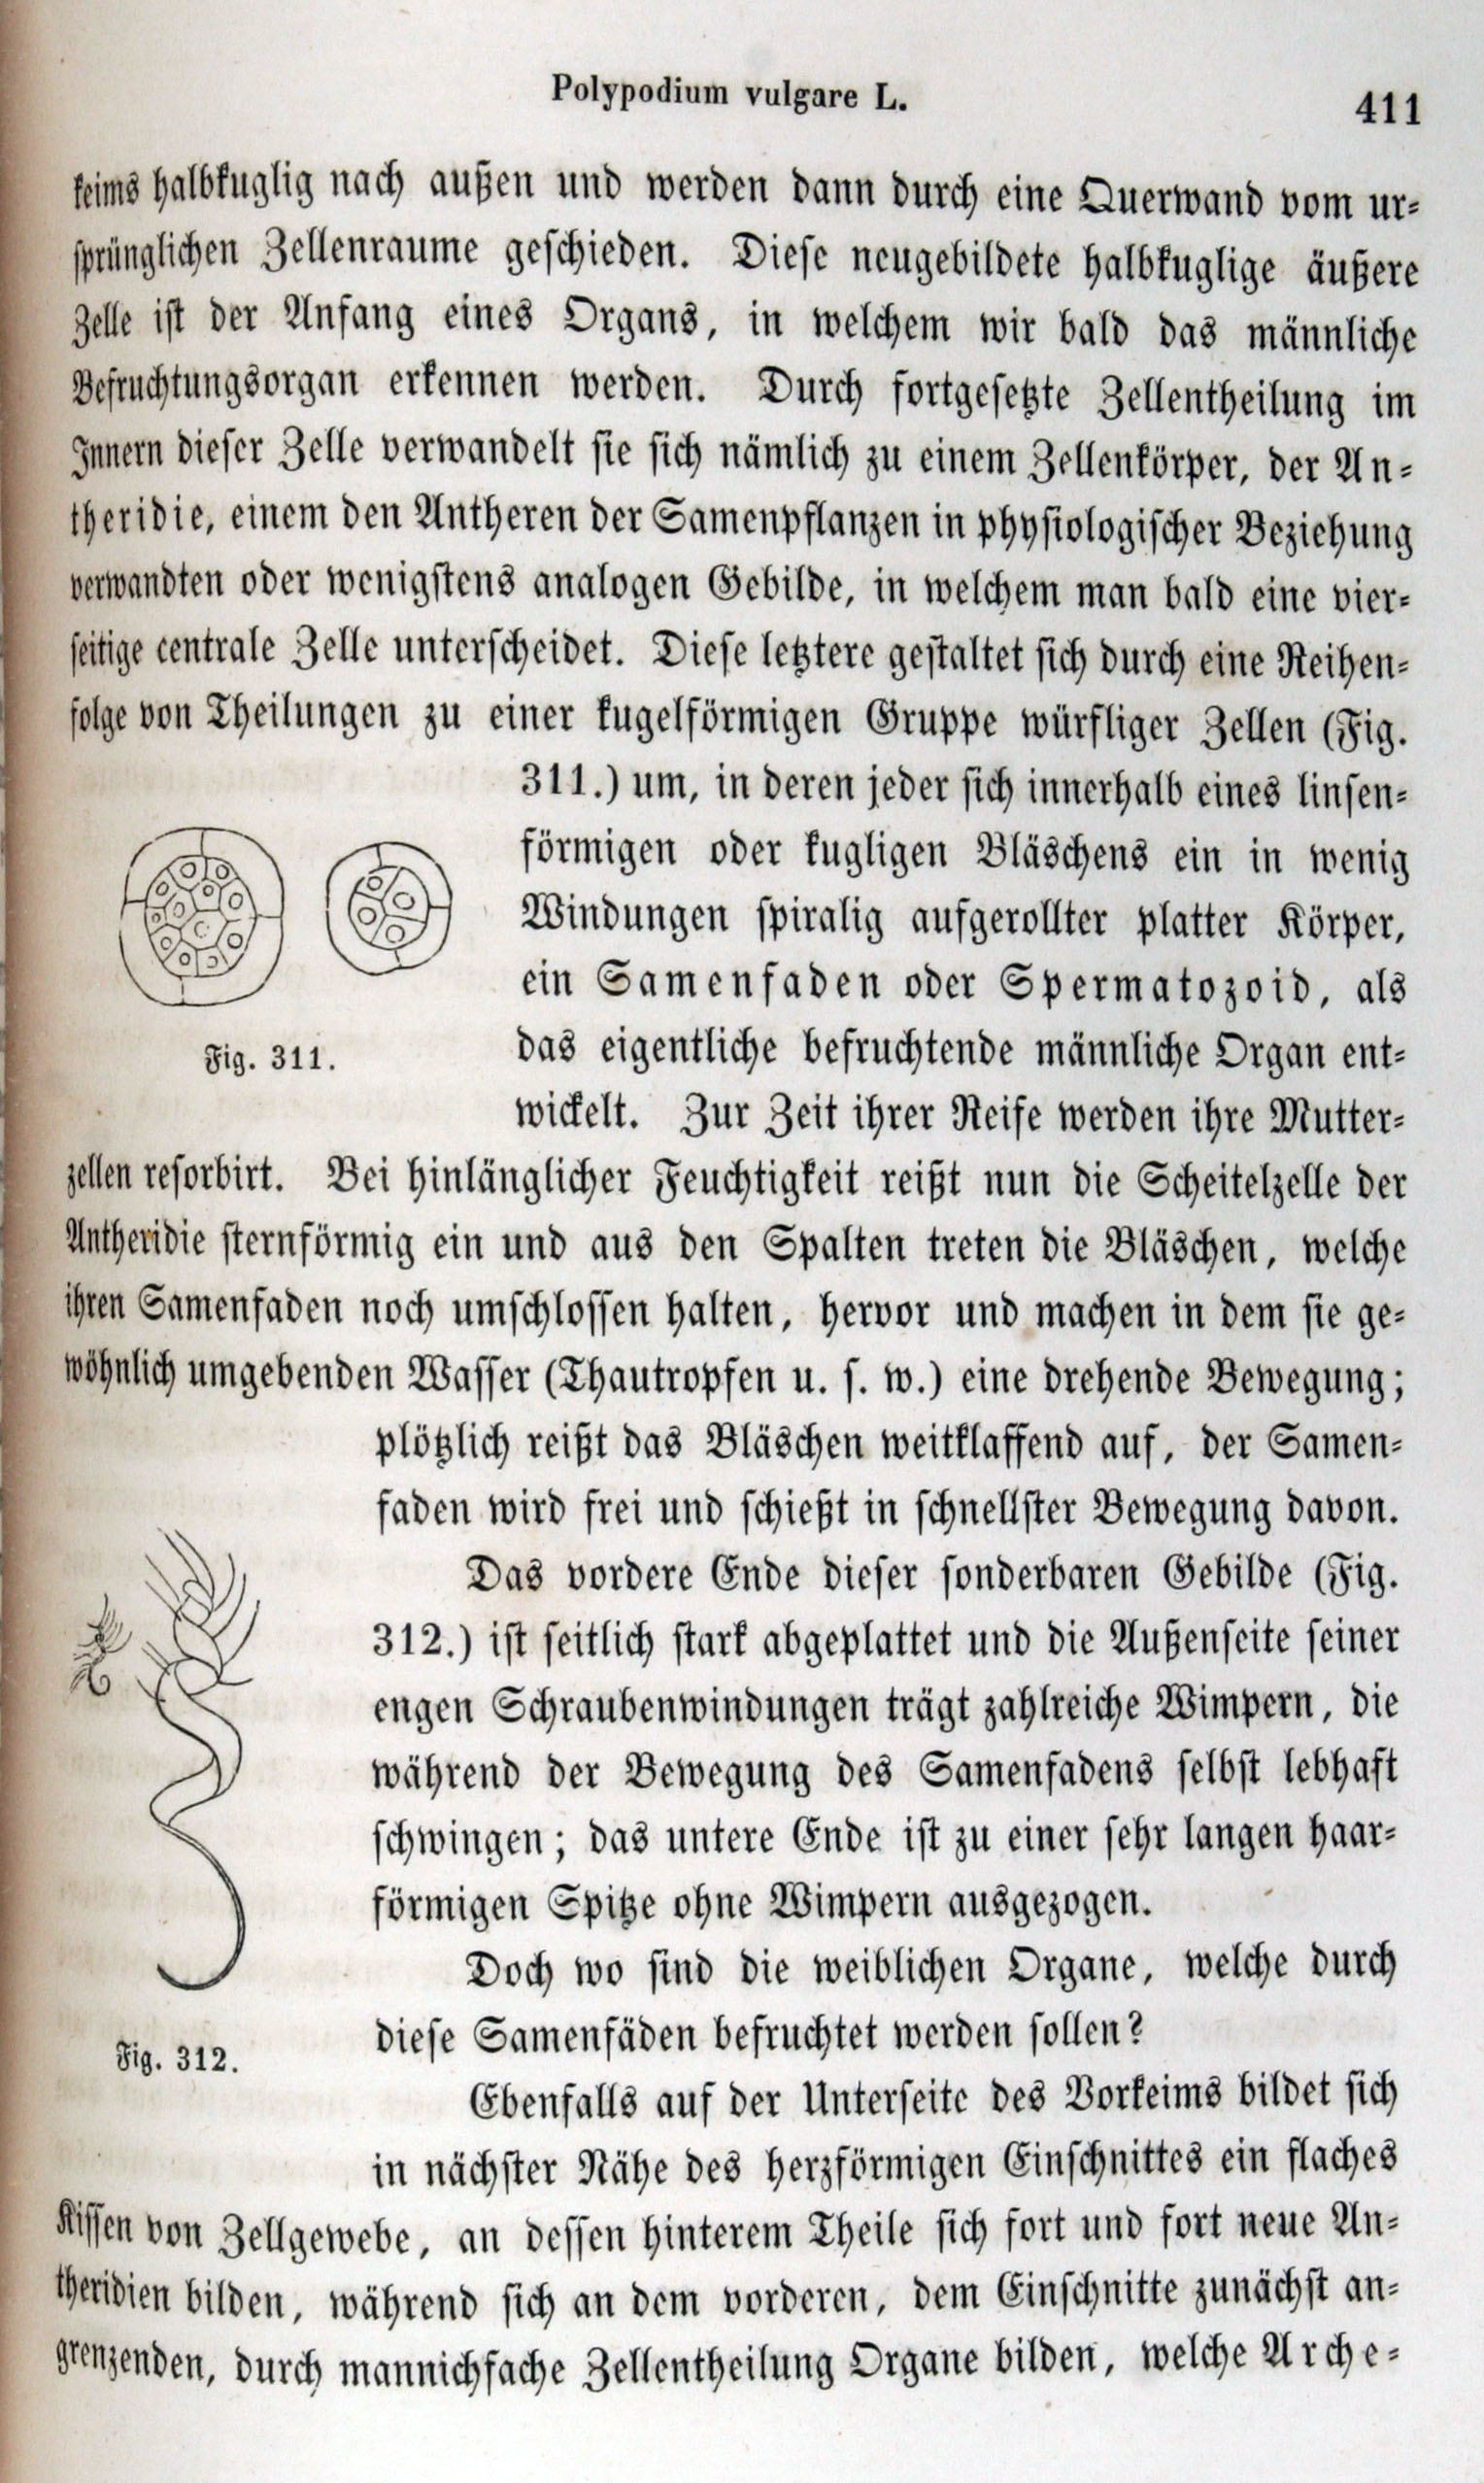 Polypodium vulgare L.
411
keims halbkuglig nach außen und werden dann durch eine Querwand vom ur-
sprünglichen Zellenraume geschieden. Diese neugebildete halbkuglige äußere
Zelle ist der Anfang eines Organs, in welchem wir bald das männliche
Befruchtungsorgan erkennen werden. Durch fortgesetzte Zellentheilung im
Innern dieser Zelle verwandelt sie sich nämlich zu einem Zellenkörper, der An-
theridie, einem den Antheren der Samenpflanzen in physiologischer Beziehung
verwandten oder wenigstens analogen Gebilde, in welchem man bald eine vier-
seitige centrale Zelle unterscheidet. Diese letztere gestaltet sich durch eine Reihen-
folge von Theilungen zu einer kugelförmigen Gruppe würfliger Zellen (Fig.
311.) um, in deren jeder sich innerhalb eines linsen-
förmigen oder kugligen Bläschens ein in wenig
Windungen spiralig aufgerollter platter Körper,
ein Samenfaden oder Spermatozoid, als
das eigentliche befruchtende männliche Organ ent-
wickelt. Zur Zeit ihrer Reife werden ihre Mutter-
Fig. 311.
zellen resorbirt. Bei hinlänglicher Feuchtigkeit reißt nun die Scheitelzelle der
Antheridie sternförmig ein und aus den Spalten treten die Bläschen, welche
ihren Samenfaden noch umschlossen halten, hervor und machen in dem sie ge-
wöhnlich umgebenden Wasser (Thautropfen u. s. w.) eine drehende Bewegung;
plötzlich reißt das Bläschen weitklaffend auf, der Samen-
faden wird frei und schießt in schnellster Bewegung davon.
Das vordere Ende dieser sonderbaren Gebilde (Fig.
312.) ist seitlich stark abgeplattet und die Außenseite seiner
engen Schraubenwindungen trägt zahlreiche Wimpern, die
während der Bewegung des Samenfadens selbst lebhaft
schwingen; das untere Ende ist zu einer sehr langen haar-
förmigen Spitze ohne Wimpern ausgezogen.
Doch wo sind die weiblichen Organe, welche durch
diese Samenfäden befruchtet werden sollen?
Fig. 312.
Ebenfalls auf der Unterseite des Vorkeims bildet sich
in nächster Nähe des herzförmigen Einschnittes ein flaches
Kissen von Zellgewebe, an dessen hinterem Theile sich fort und fort neue An-
theridien bilden, während sich an dem vorderen, dem Einschnitte zunächst an-
grenzenden, durch mannichfache Zellentheilung Organe bilden, welche Arche-